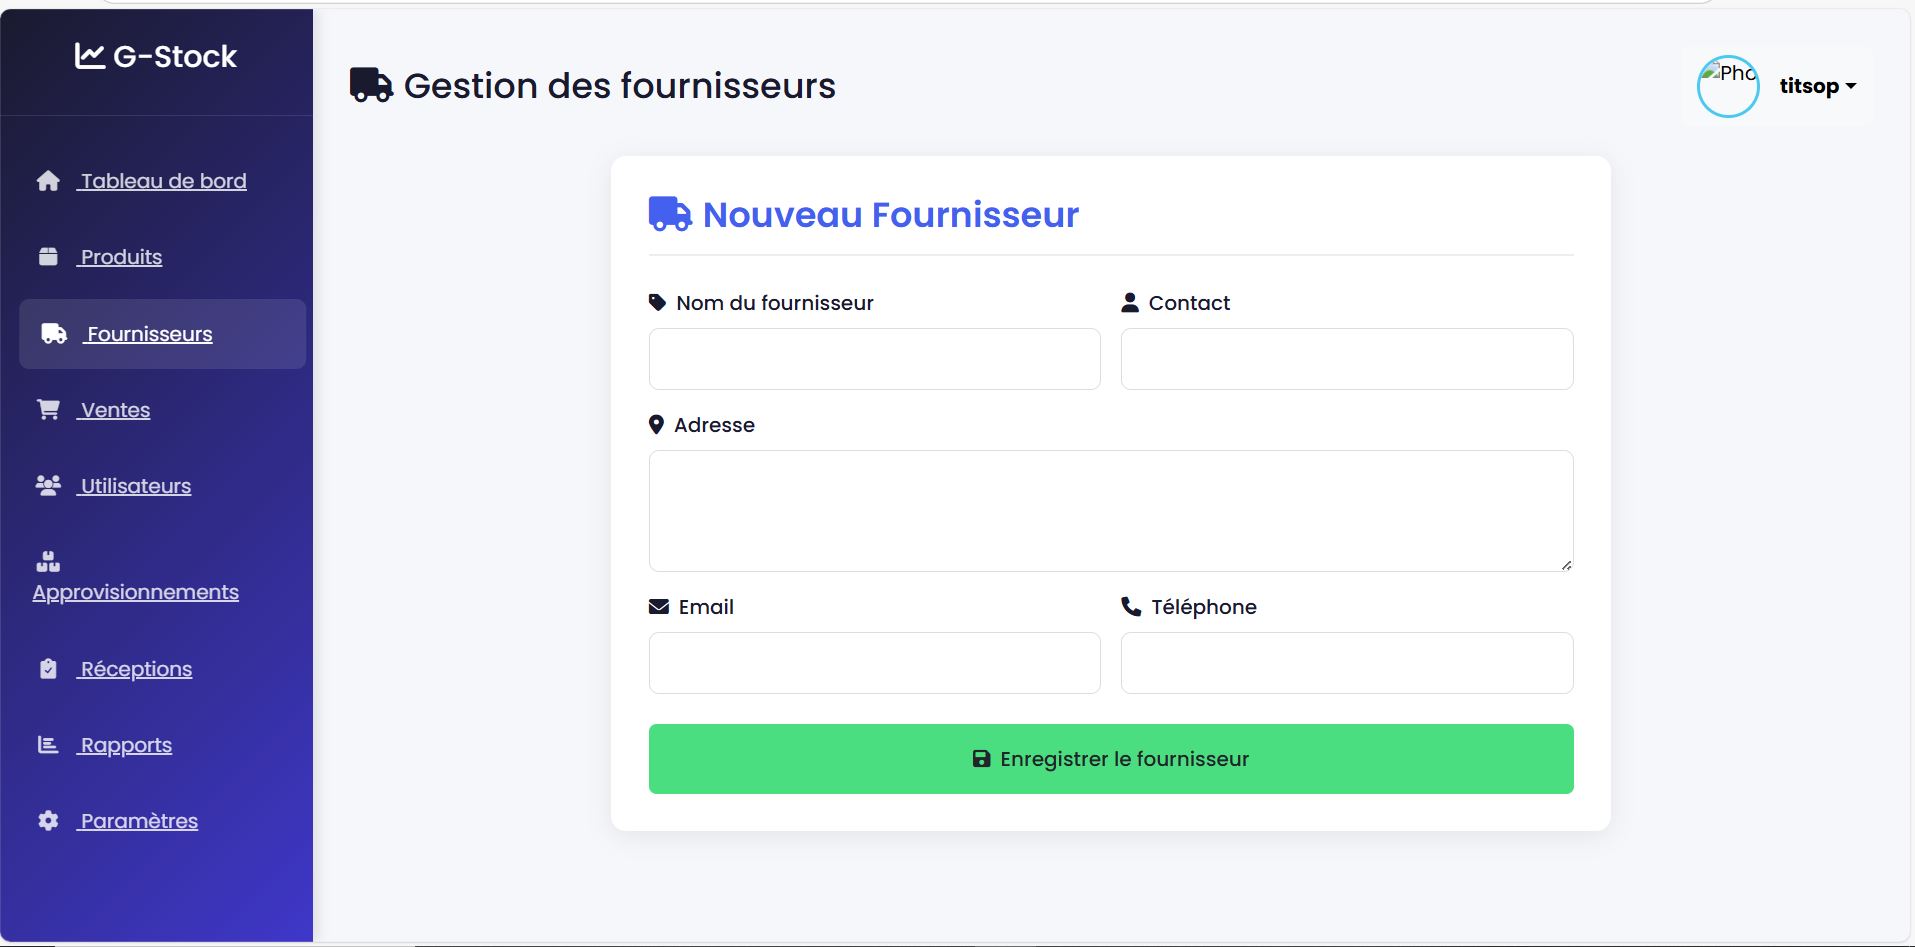 G-Stock
Gestion des fournisseurs
Pho
titsop
Tableau de bord
Produits
Fournisseurs
Ventes
Utilisateurs
Approvisionnements
Réceptions
Rapports
Paramètres
Nouveau Fournisseur
Nom du fournisseur
Contact
Adresse
Email
Téléphone
Enregistrer le fournisseur